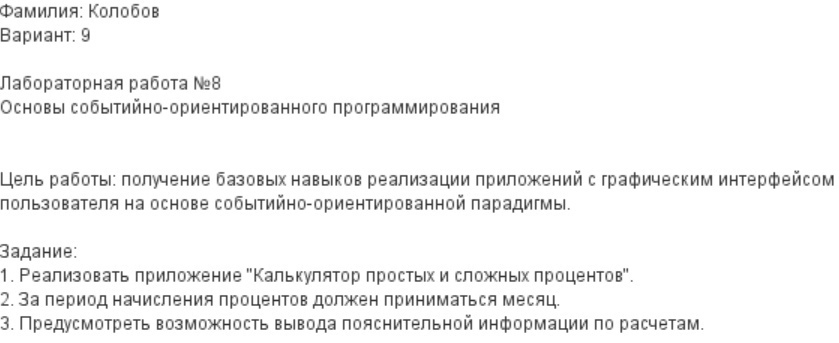 Фамилия: Колобов
Вариант: 9
Лабораторная работа №8
Основы событийно-ориентированного программирования
Цель работы: получение базовых навыков реализации приложений с графическим интерфейсом
пользователя на основе событийно-ориентированной парадигмы.
Задание:
1. Реализовать приложение "Калькулятор простых и сложных процентов".
2. За период начисления процентов должен приниматься месяц.
3. Предусмотреть возможность вывода пояснительной информации по расчетам.